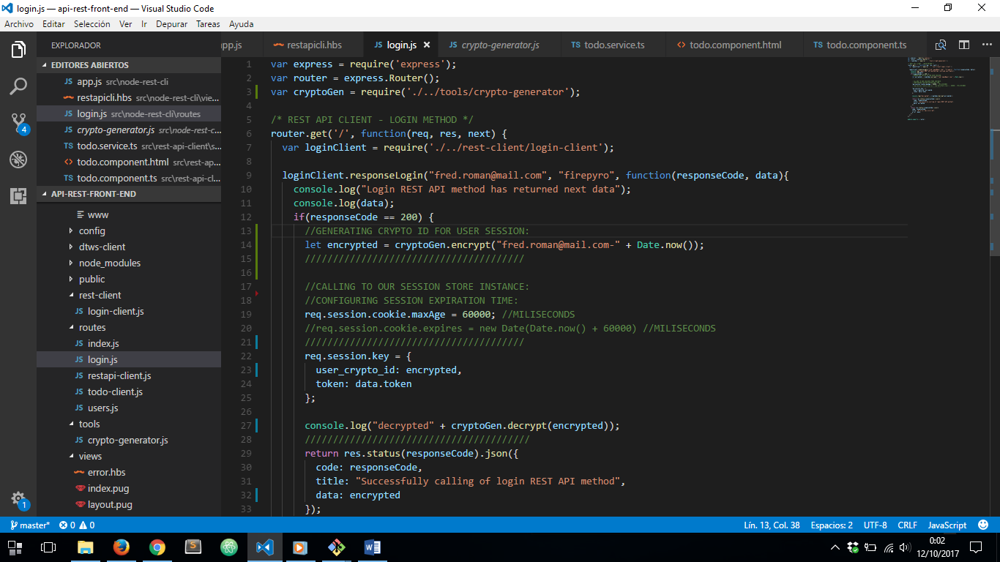 login.js — api-rest-front-end — Visual Studio Code
Archivo Editar Selección Ver Ir Depurar Tareas Ayuda
EXPLORADOR
EDITORES ABIERTOS
JS app.js src\node-rest-cli
restapicli.hbs src\node-rest-cli\vie...
JS login.js src\node-rest-cli\routes
JS crypto-generator.js src\node-rest-c...
TS todo.service.ts src\rest-api-client\s...
<> todo.component.html src\rest-ap...
TS todo.component.ts src\rest-api-cl...
API-REST-FRONT-END
www
config
dtws-client
node_modules
public
rest-client
JS login-client.js
routes
JS index.js
JS login.js
JS restapi-client.js
JS todo-client.js
JS users.js
tools
JS crypto-generator.js
views
error.hbs
index.pug
layout.pug
4
1
app.js restapicli.hbs JS login.js JS crypto-generator.js TS todo.service.ts <> todo.component.html TS todo.component.ts
1 var express = require('express');
2 var router = express.Router();
3 var cryptoGen = require('./../tools/crypto-generator');
4
5 /* REST API CLIENT - LOGIN METHOD */
6 router.get('/', function(req, res, next) {
7 var loginClient = require('./../rest-client/login-client');
8
9 loginClient.responseLogin("fred.roman@mail.com", "firepyro", function(responseCode, data){
10 console.log("Login REST API method has returned next data");
11 console.log(data);
12 if(responseCode == 200) {
13 //GENERATING CRYPTO ID FOR USER SESSION:
14 let encrypted = cryptoGen.encrypt("fred.roman@mail.com-" + Date.now());
15 ///////////////////////////////////////
16
17 //CALLING TO OUR SESSION STORE INSTANCE:
18 //CONFIGURING SESSION EXPIRATION TIME:
19 req.session.cookie.maxAge = 60000; //MILISECONDS
20 //req.session.cookie.expires = new Date(Date.now() + 60000) //MILISECONDS
21 ///////////////////////////////////////
22 req.session.key = {
23 user_crypto_id: encrypted,
24 token: data.token
25 };
26
27 console.log("decrypted" + cryptoGen.decrypt(encrypted));
28 ////////////////////////////////////////
29 return res.status(responseCode).json({
30 code: responseCode,
31 title: "Successfully calling of login REST API method",
32 data: encrypted
33 });
master* 0 0 Lín. 13, Col. 38 Espacios: 2 UTF-8 CRLF JavaScript
0:02
12/10/2017